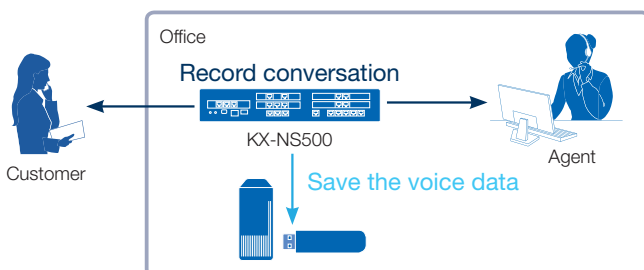 Office
Record conversation
KX-NS500
Customer
Agent
Save the voice data